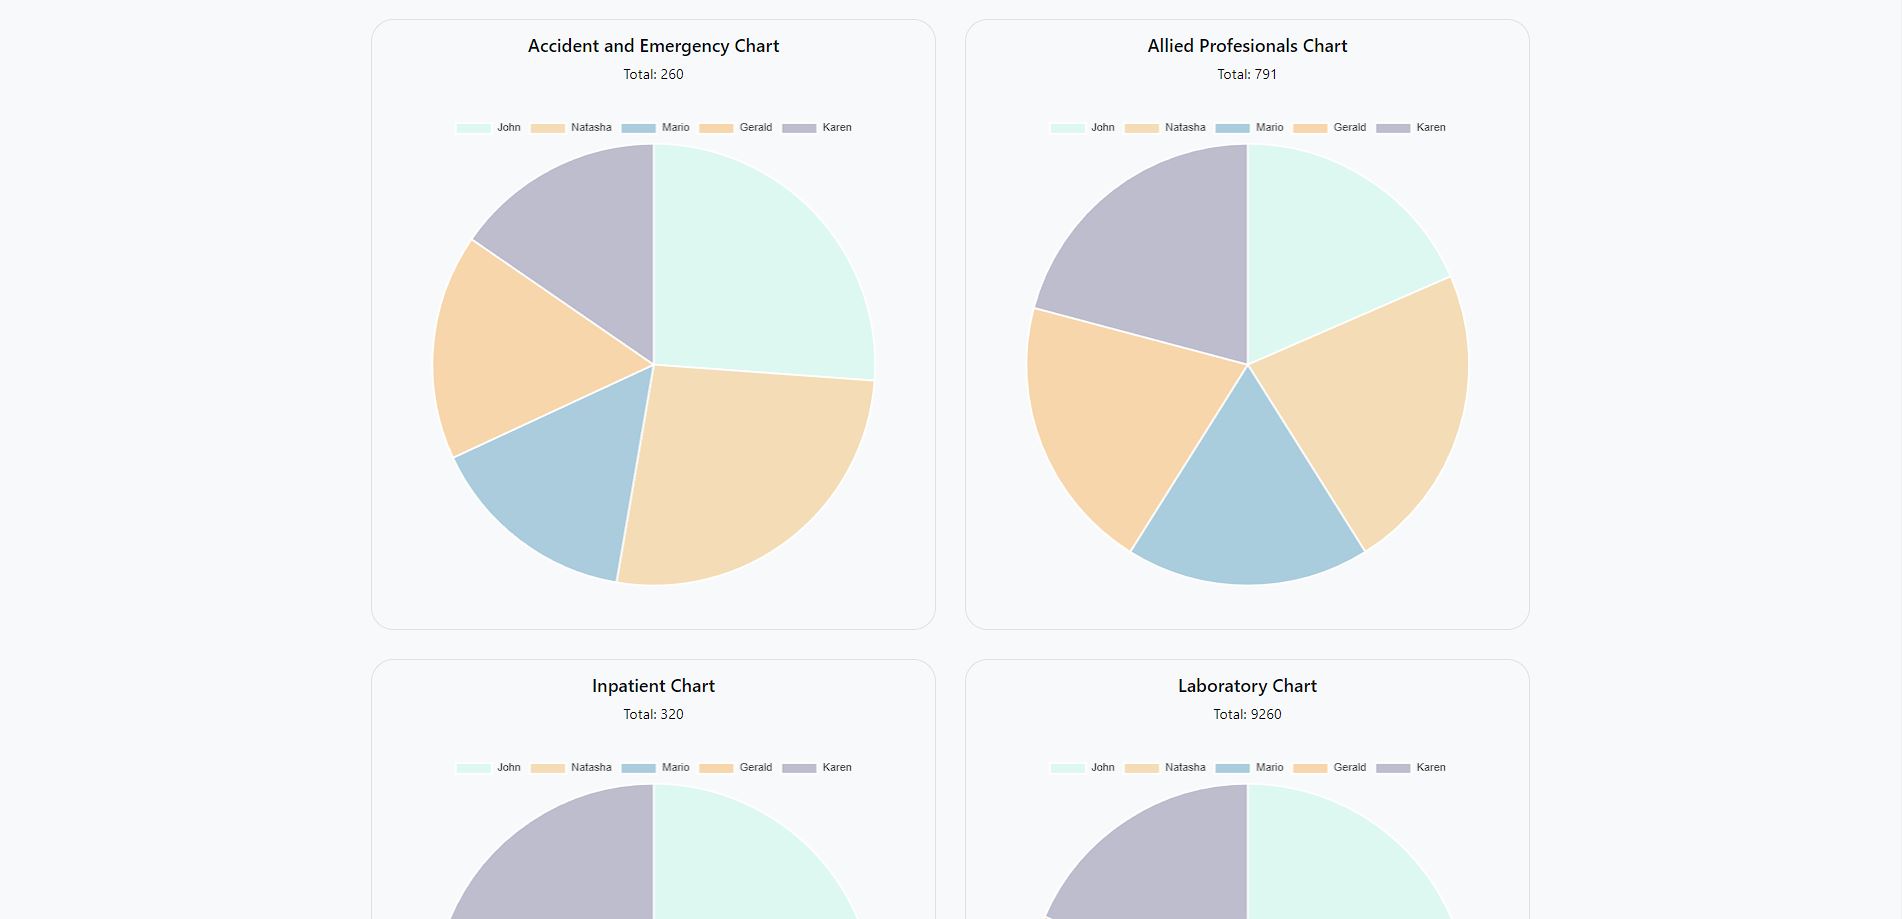 Accident and Emergency Chart
Total: 260
John Natasha Mario Gerald Karen
Allied Profesionals Chart
Total: 791
John Natasha Mario Gerald Karen
Inpatient Chart
Total: 320
John Natasha Mario Gerald Karen
Laboratory Chart
Total: 9260
John Natasha Mario Gerald Karen